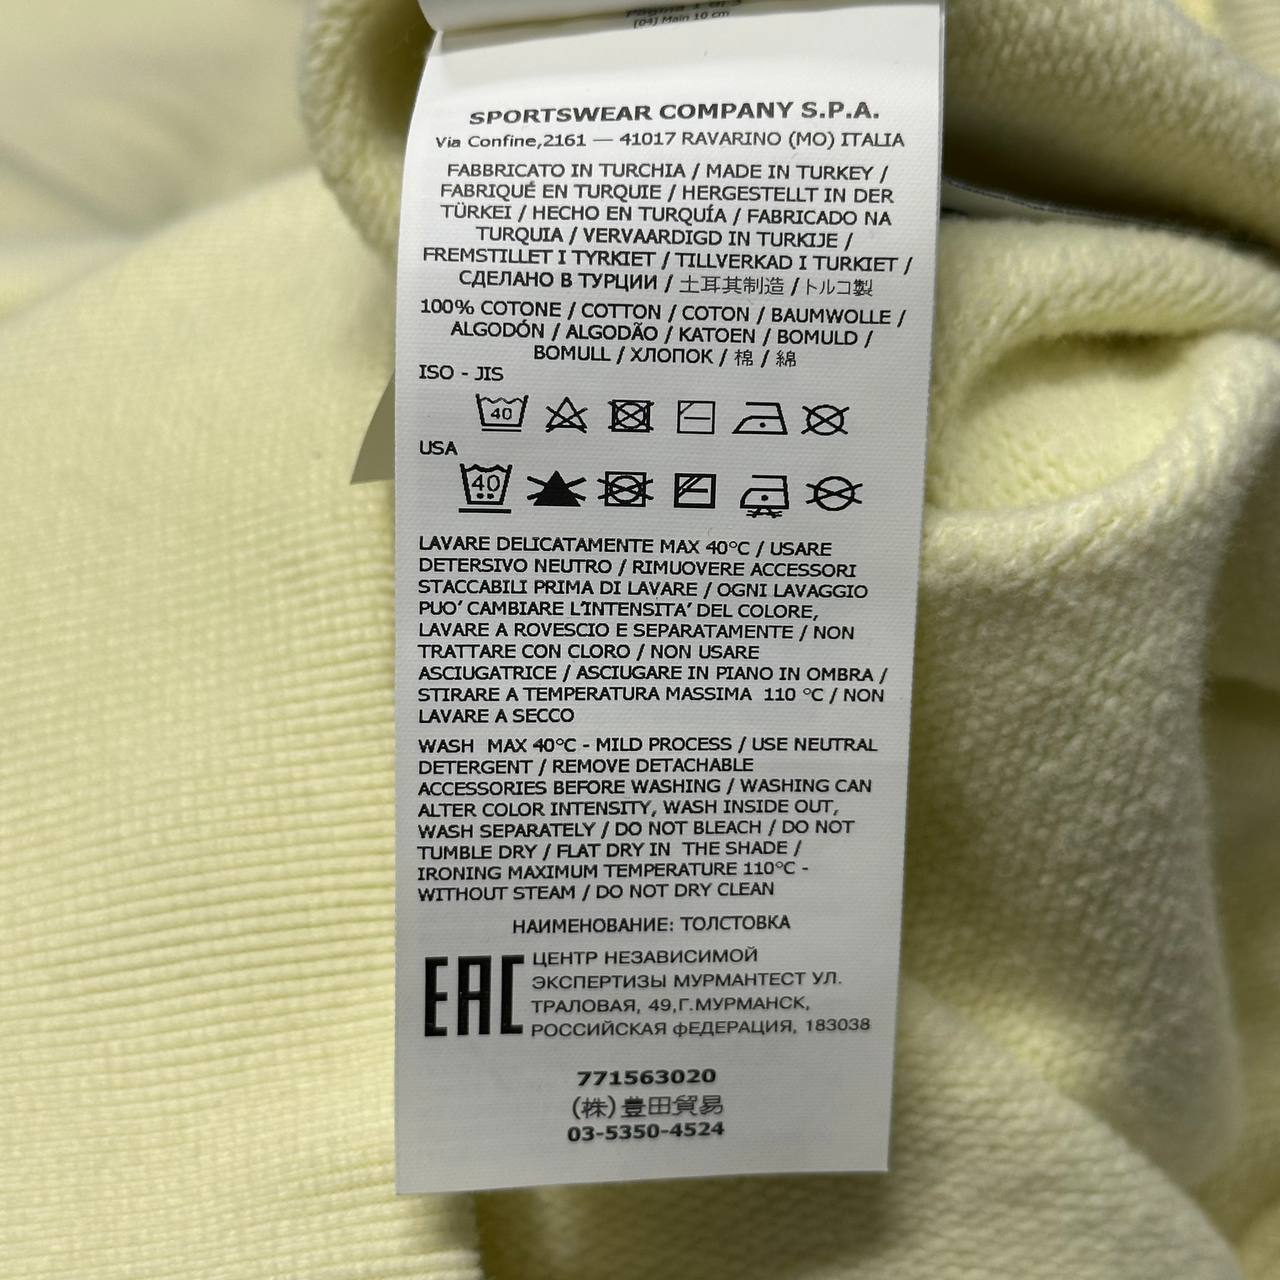 [04] Main 10 cm
SPORTSWEAR COMPANY S.P.A.
Via Confine,2161 — 41017 RAVARINO (MO) ITALIA
FABBRICATO IN TURCHIA / MADE IN TURKEY /
FABRIQUÉ EN TURQUIE / HERGESTELLT IN DER
TÜRKEI / HECHO EN TURQUÍA / FABRICADO NA
TURQUIA / VERVAARDIGD IN TURKIJE /
FREMSTILLET I TYRKIET / TILLVERKAD I TURKIET /
СДЕЛАНО В ТУРЦИИ / 土耳其制造 / トルコ製
100% COTONE / COTTON / COTON / BAUMWOLLE /
ALGODÓN / ALGODÃO / KATOEN / BOMULD /
BOMULL / ХЛОПОК / 棉 / 綿
ISO - JIS
40
USA
40
LAVARE DELICATAMENTE MAX 40°C / USARE
DETERSIVO NEUTRO / RIMUOVERE ACCESSORI
STACCABILI PRIMA DI LAVARE / OGNI LAVAGGIO
PUO' CAMBIARE L'INTENSITA' DEL COLORE,
LAVARE A ROVESCIO E SEPARATAMENTE / NON
TRATTARE CON CLORO / NON USARE
ASCIUGATRICE / ASCIUGARE IN PIANO IN OMBRA /
STIRARE A TEMPERATURA MASSIMA 110 °C / NON
LAVARE A SECCO
WASH MAX 40°C - MILD PROCESS / USE NEUTRAL
DETERGENT / REMOVE DETACHABLE
ACCESSORIES BEFORE WASHING / WASHING CAN
ALTER COLOR INTENSITY, WASH INSIDE OUT,
WASH SEPARATELY / DO NOT BLEACH / DO NOT
TUMBLE DRY / FLAT DRY IN THE SHADE /
IRONING MAXIMUM TEMPERATURE 110°C -
WITHOUT STEAM / DO NOT DRY CLEAN
НАИМЕНОВАНИЕ: ТОЛСТОВКА
EAC
ЦЕНТР НЕЗАВИСИМОЙ
ЭКСПЕРТИЗЫ МУРМАНТЕСТ УЛ.
ТРАЛОВАЯ, 49,Г.МУРМАНСК,
РОССИЙСКАЯ фЕДЕРАЦИЯ, 183038
771563020
(株)豊田貿易
03-5350-4524